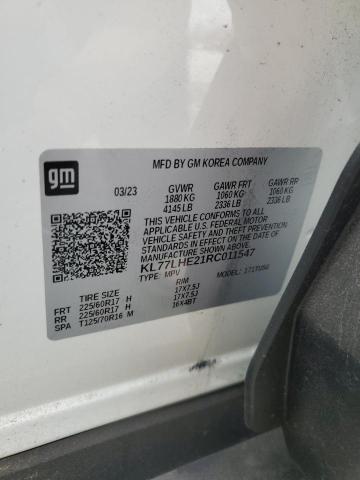 gm
MFD BY GM KOREA COMPANY
03/23 GVWR GAWR FRT GAWR RR
1880 KG 1060 KG 1060 KG
4145 LB 2336 LB 2336 LB
THIS VEHICLE CONFORMS TO ALL APPLICABLE U.S. FEDERAL MOTOR VEHICLE SAFETY, BUMPER, AND THEFT PREVENTION
STANDARDS IN EFFECT ON THE DATE OF MANUFACTURE SHOWN ABOVE.
KL77LHE21RC011547
TYPE: MPV MODEL:
TIRE SIZE RIM
FRT 225/60R17 H 17X7.5J
RR 225/60R17 H 17X7.5J
SPA T125/70R16 M 16X4BT